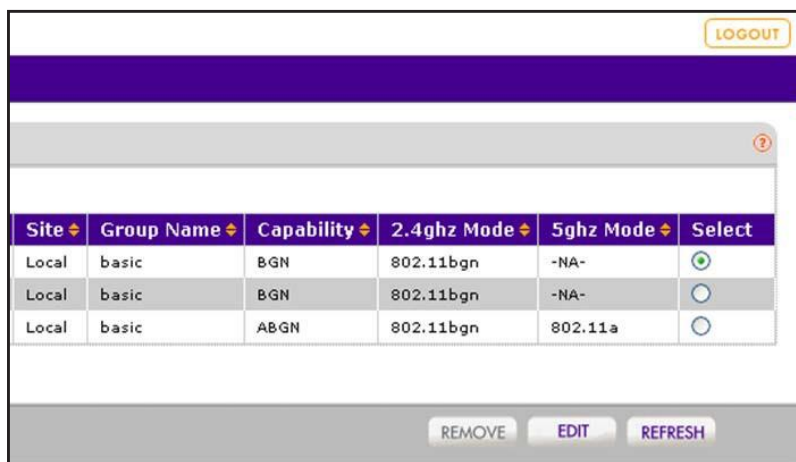 LOGOUT
?
Site Group Name Capability 2.4ghz Mode 5ghz Mode Select
Local basic BGN 802.11bgn -NA-
Local basic BGN 802.11bgn -NA-
Local basic ABGN 802.11bgn 802.11a
REMOVE EDIT REFRESH